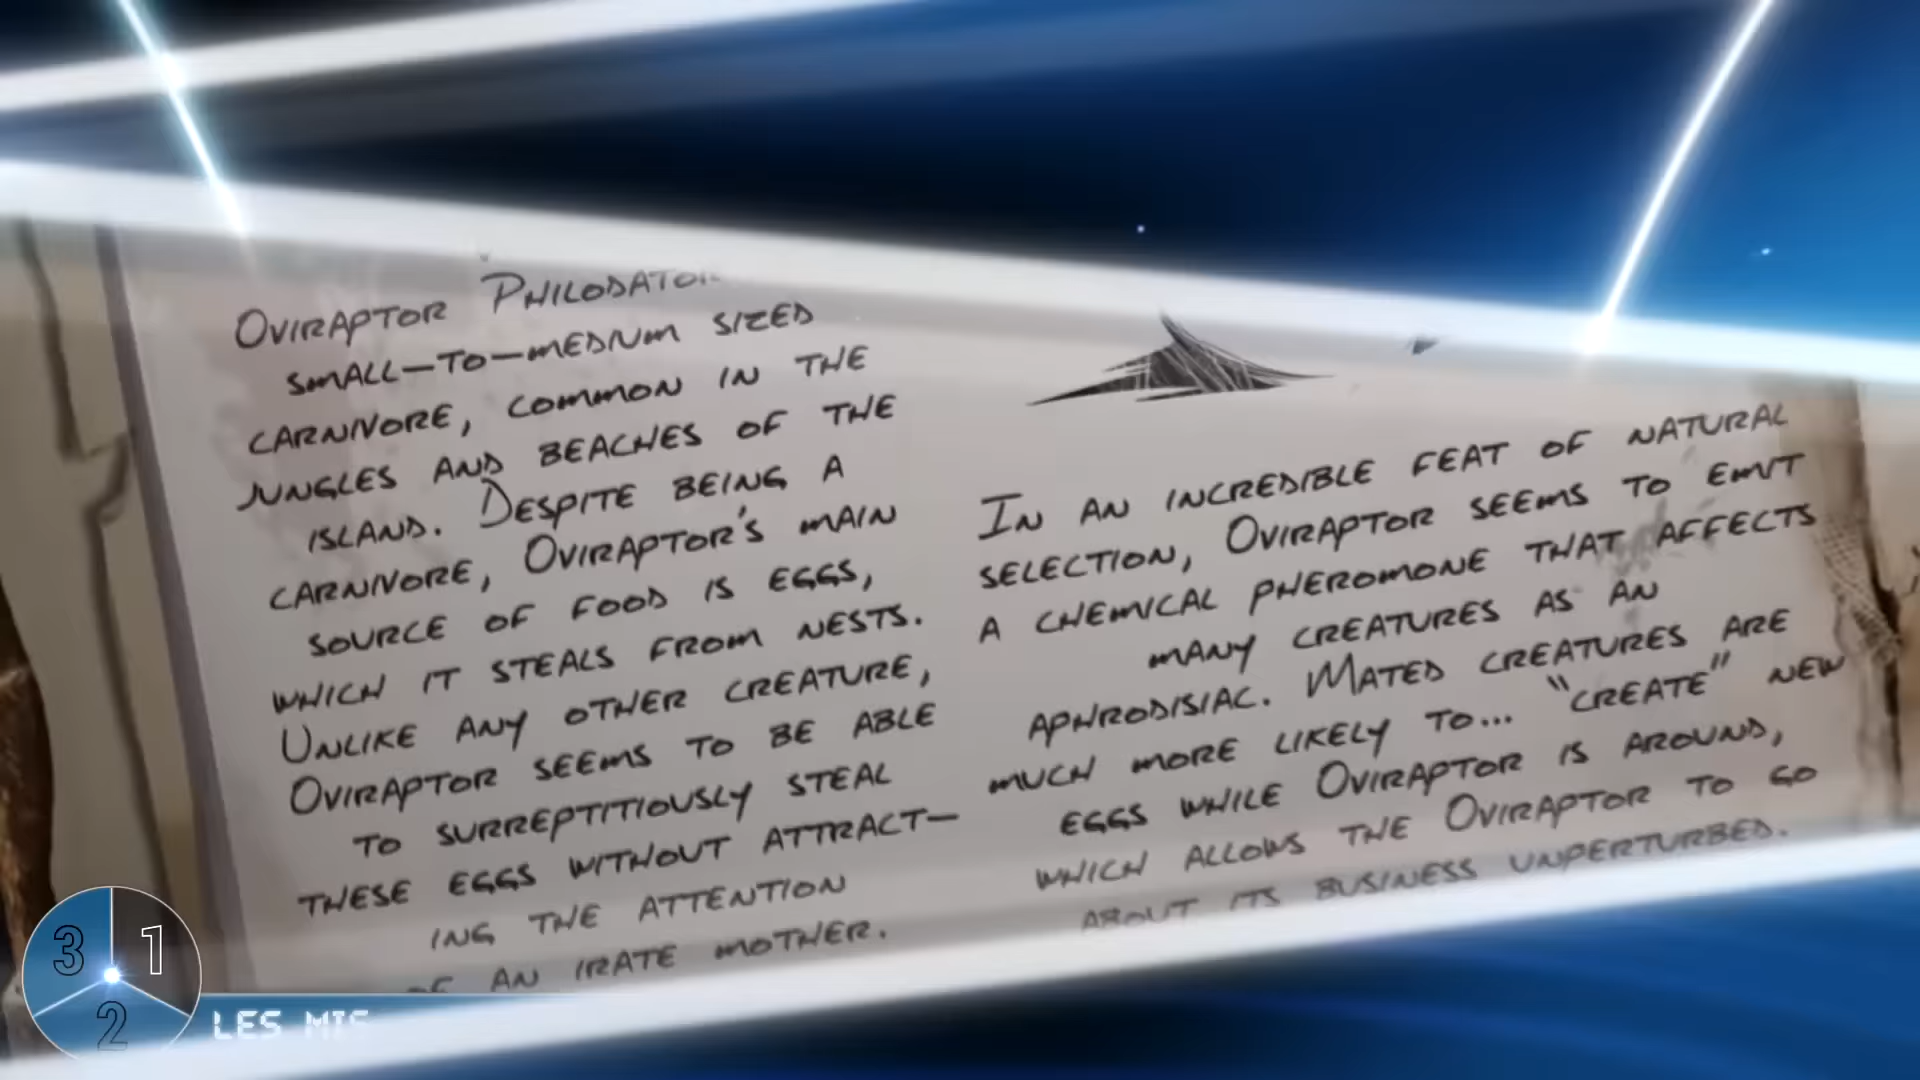 OVIRAPTOR
SMALL-TO-MEDIUM SIZED
CARNIVORE, COMMON IN THE
JUNGLES AND BEACHES OF THE
ISLAND. DESPITE BEING A
CARNIVORE, OVIRAPTOR'S MAIN
SOURCE OF FOOD IS EGGS,
WHICH IT STEALS FROM NESTS.
UNLIKE ANY OTHER CREATURE,
OVIRAPTOR SEEMS TO BE ABLE
TO SURREPTITIOUSLY STEAL
THESE EGGS WITHOUT ATTRACT-
ING THE ATTENTION
OF AN IRATE MOTHER.
IN AN INCREDIBLE FEAT OF NATURAL
SELECTION, OVIRAPTOR SEEMS TO EMIT
A CHEMICAL PHEROMONE THAT AFFECTS
MANY CREATURES AS AN
APHRODISIAC. MATED CREATURES ARE
MUCH MORE LIKELY TO... "CREATE" NEW
EGGS WHILE OVIRAPTOR IS AROUND,
WHICH ALLOWS THE OVIRAPTOR TO GO
ABOUT ITS BUSINESS UNPERTURBED.
3 1
2
LES MIS